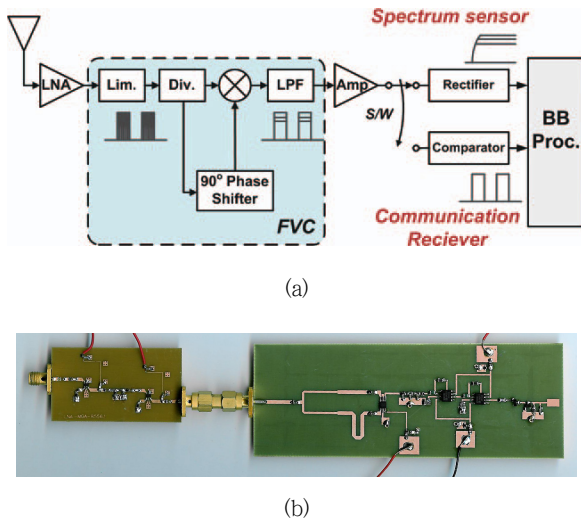 Spectrum sensor
LNA
Lim.
Div.
LPF
Amp
Rectifier
S/W
BB
Proc.
Comparator
90° Phase
Shifter
FVC
Communication
Reciever
(a)
(b)